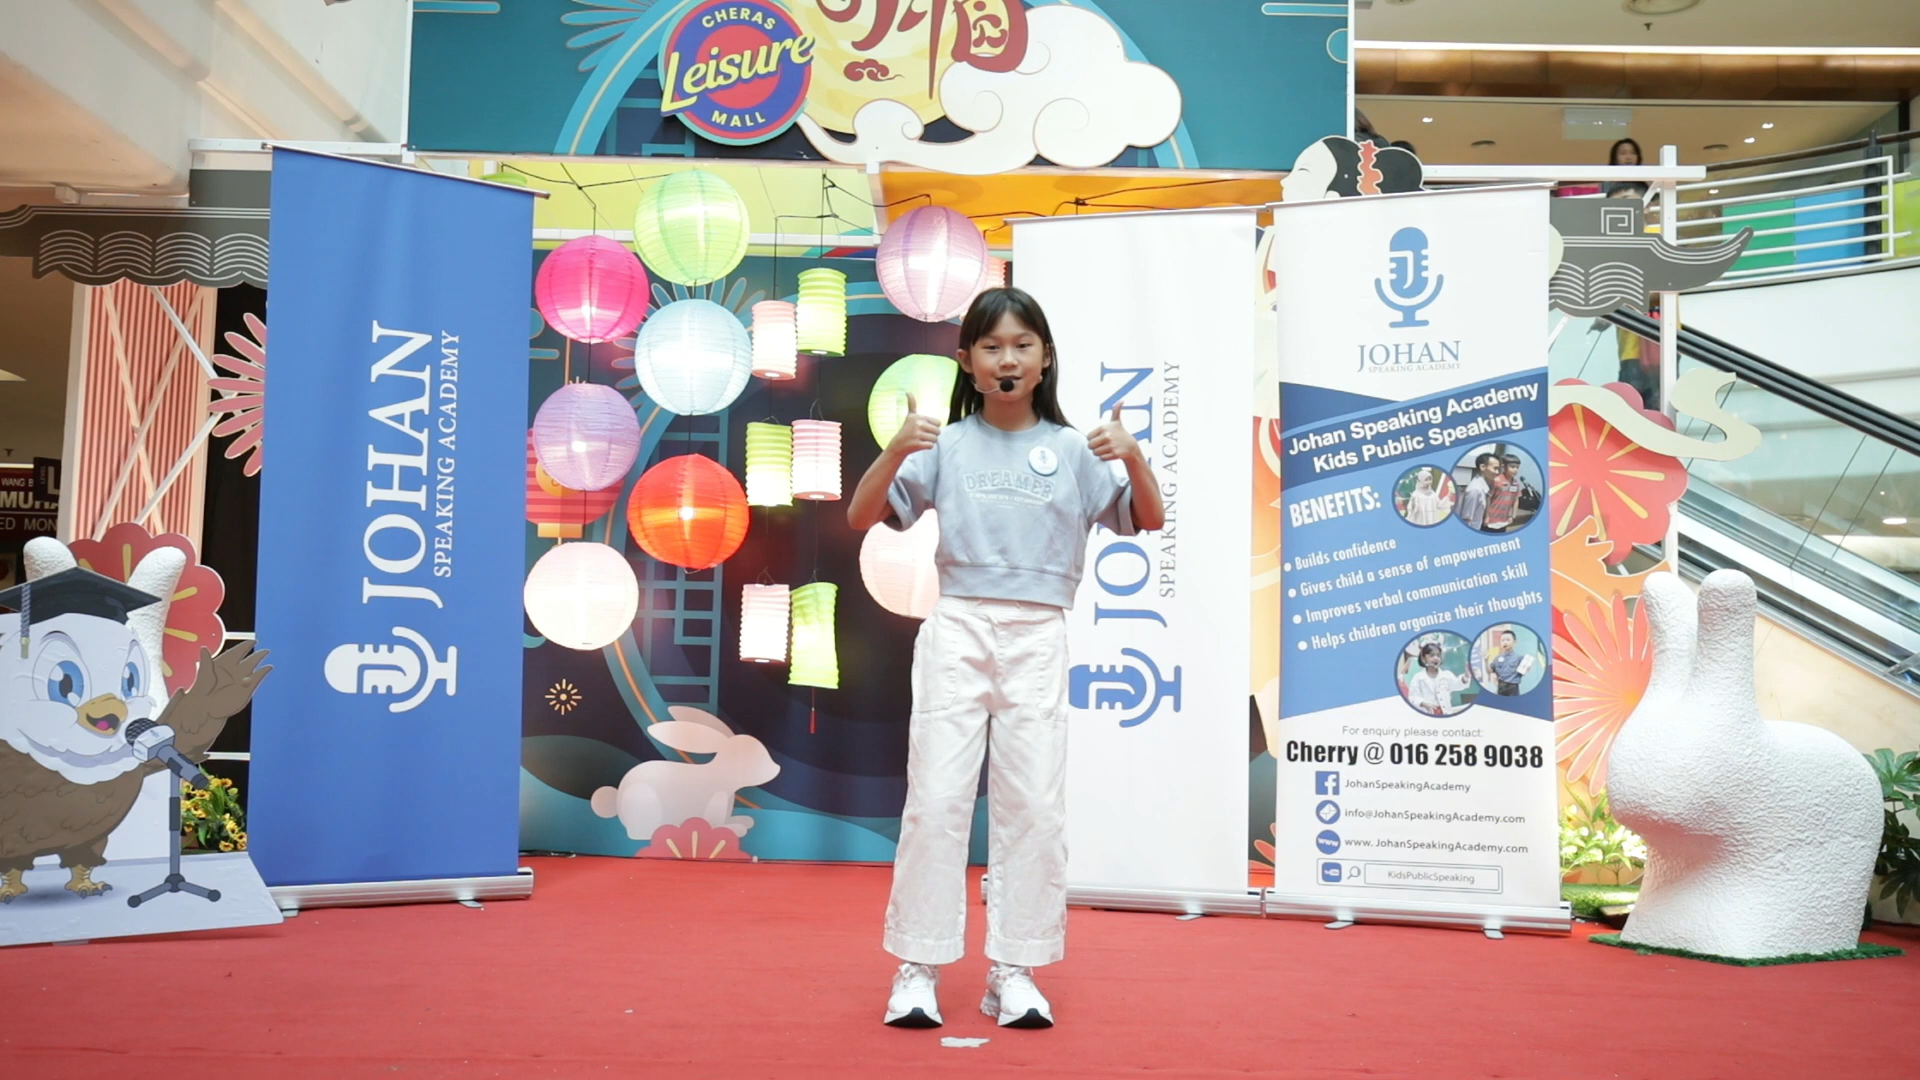 CHERAS
Leisure
MALL
JOHAN
SPEAKING ACADEMY
SPEAKING ACADEMY
DREAMER
JOHAN
SPEAKING ACADEMY
Johan Speaking Academy
Kids Public Speaking
BENEFITS:
• Builds confidence
• Gives child a sense of empowerment
• Improves verbal communication skill
• Helps children organize their thoughts
For enquiry please contact:
Cherry @ 016 258 9038
JohanSpeakingAcademy
info@JohanSpeakingAcademy.com
www
www. JohanSpeakingAcademy.com
KidsPublicSpeaking